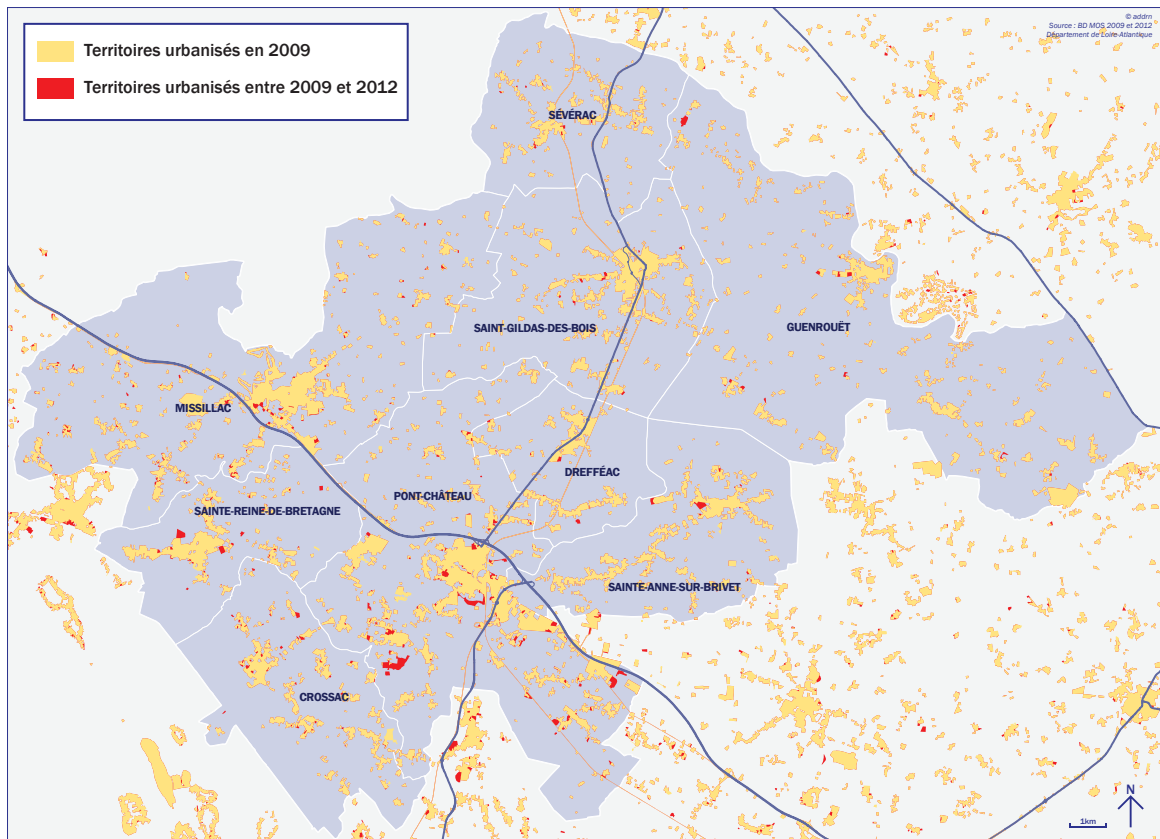 Territoires urbanisés en 2009
Territoires urbanisés entre 2009 et 2012
© addrn
Source : BD MOS 2009 et 2012
Département de Loire-Atlantique
SÉVÉRAC
SAINT-GILDAS-DES-BOIS
GUENROUËT
MISSILLAC
DREFFÉAC
PONT-CHÂTEAU
SAINTE-REINE-DE-BRETAGNE
SAINTE-ANNE-SUR-BRIVET
CROSSAC
N
1km